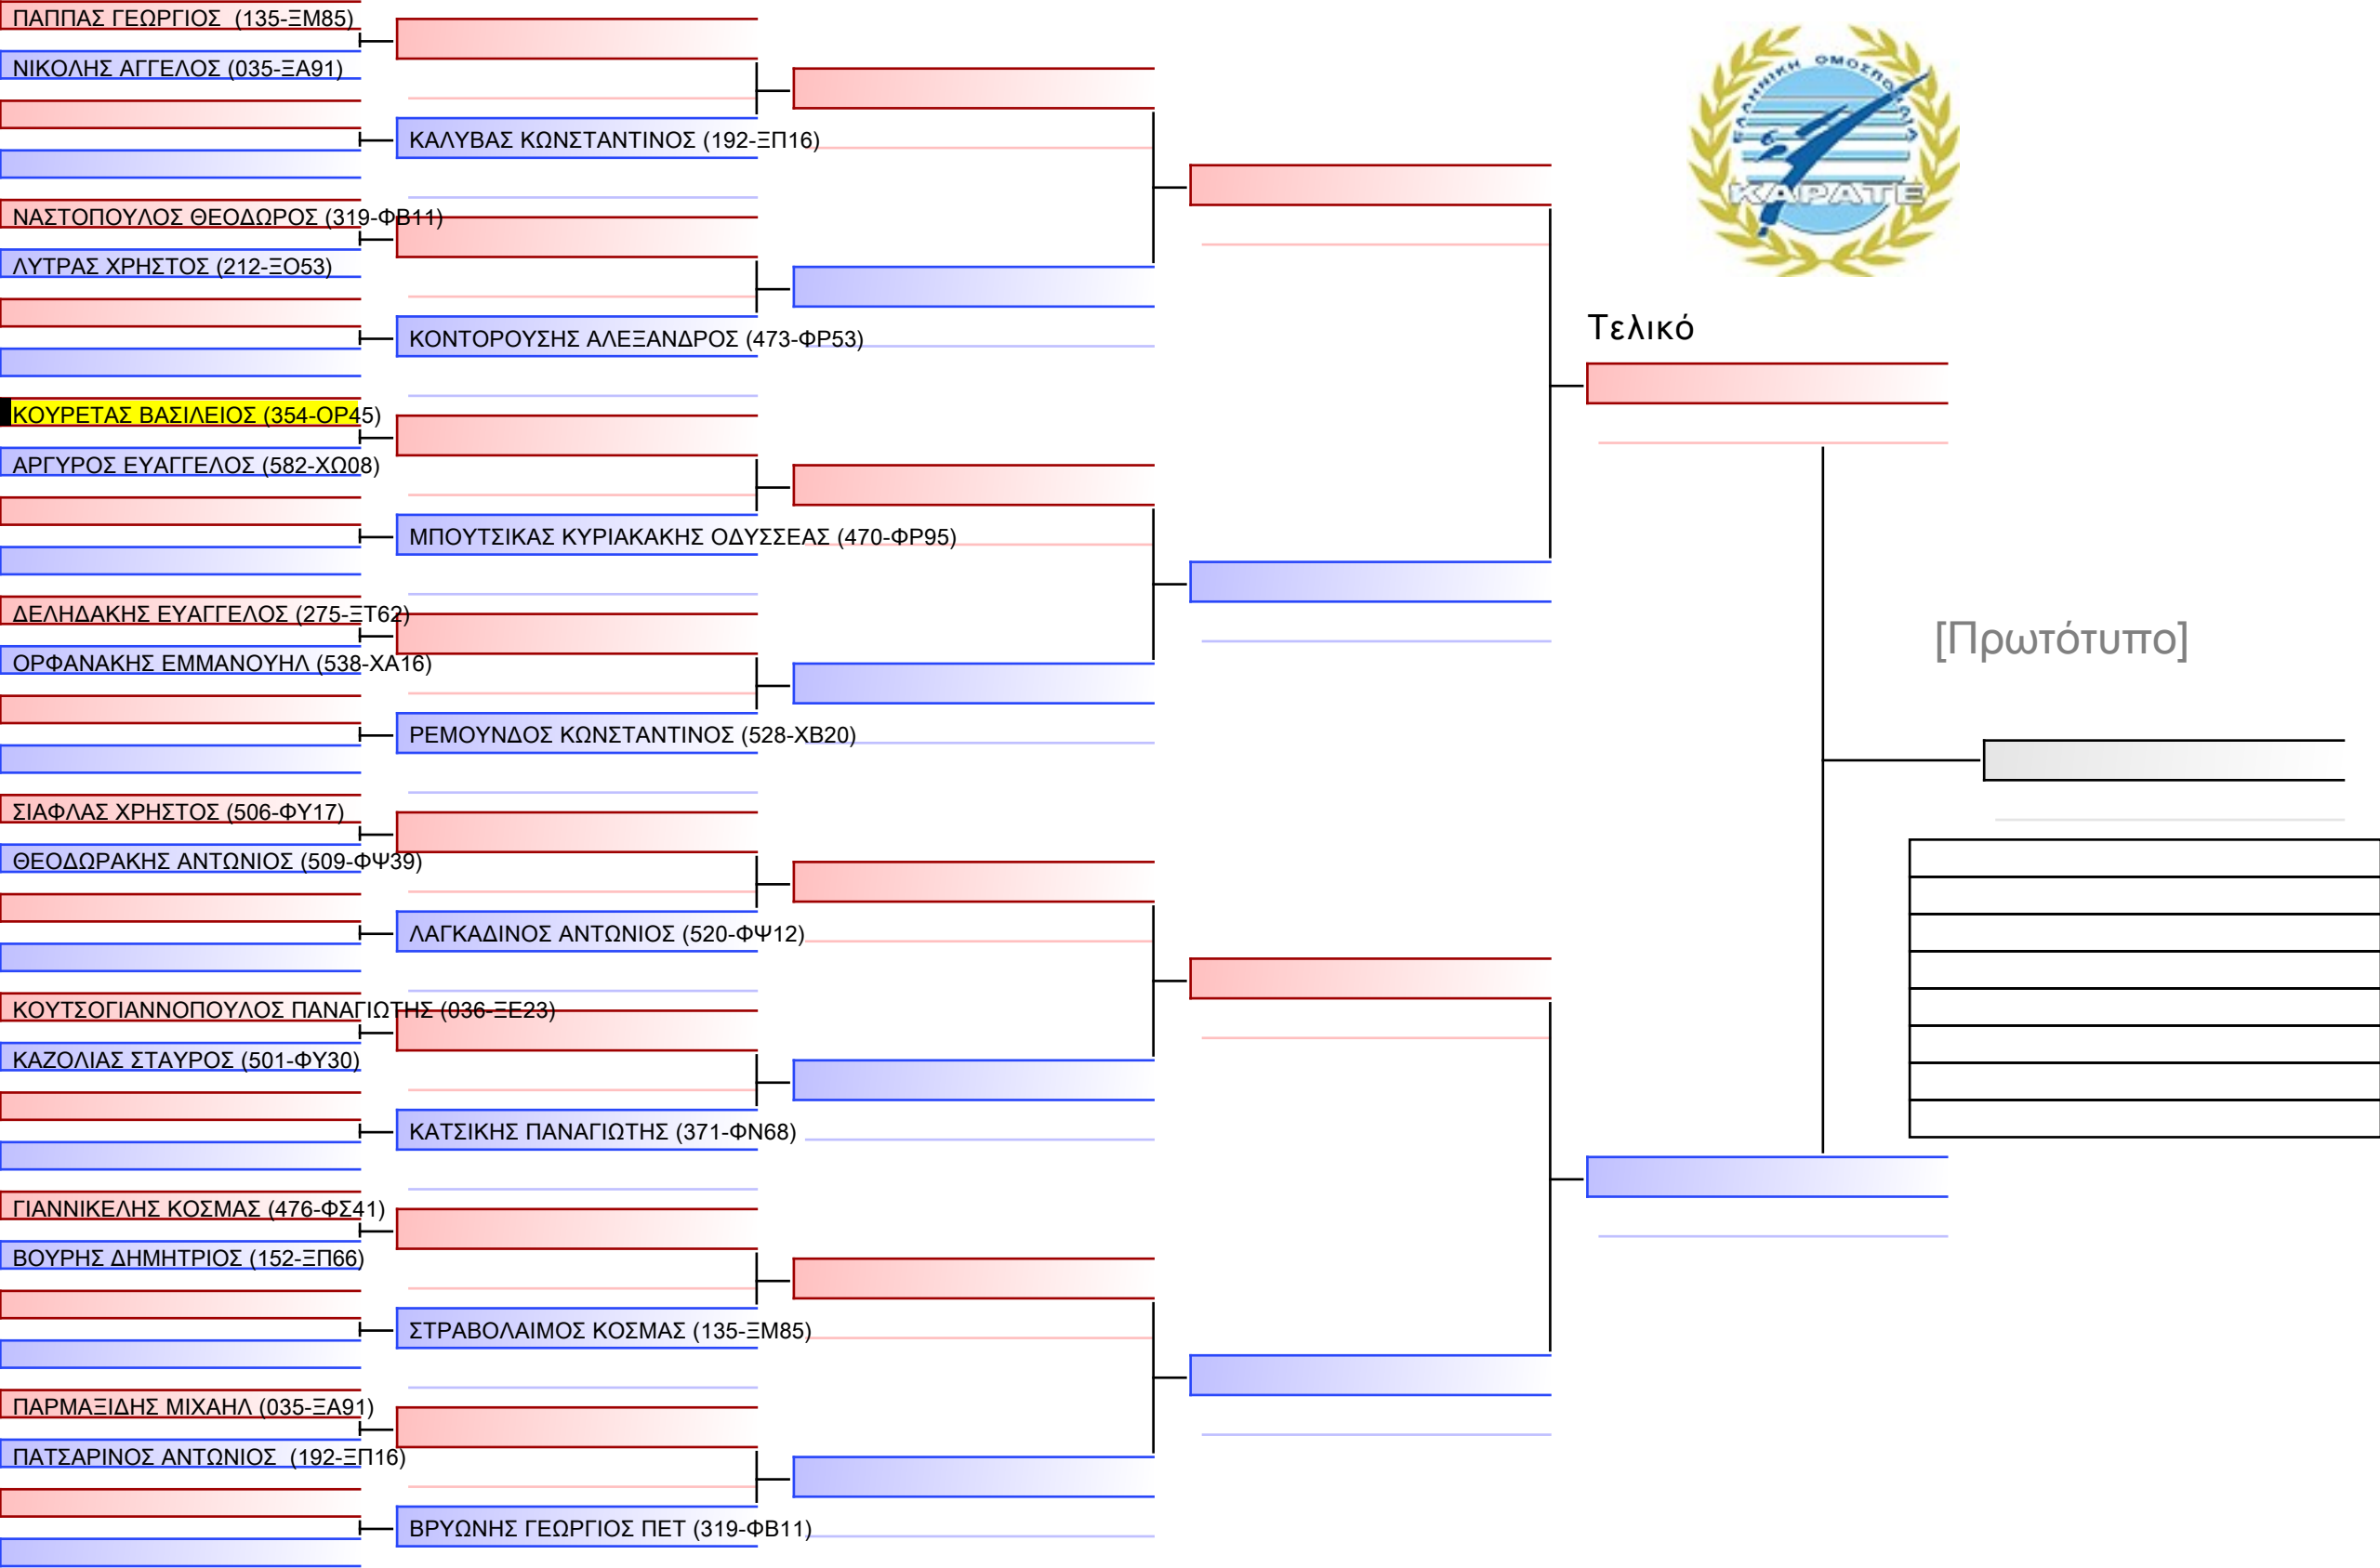 ΠΑΠΠΑΣ ΓΕΩΡΓΙΟΣ  (135-ΞΜ85)
ΝΙΚΟΛΗΣ ΑΓΓΕΛΟΣ (035-ΞΑ91)
ΚΑΛΥΒΑΣ ΚΩΝΣΤΑΝΤΙΝΟΣ (192-ΞΠ16)
ΝΑΣΤΟΠΟΥΛΟΣ ΘΕΟΔΩΡΟΣ (319-ΦΒ11)
ΛΥΤΡΑΣ ΧΡΗΣΤΟΣ (212-ΞΟ53)
ΚΟΝΤΟΡΟΥΣΗΣ ΑΛΕΞΑΝΔΡΟΣ (473-ΦΡ53)
ΚΟΥΡΕΤΑΣ ΒΑΣΙΛΕΙΟΣ (354-ΟΡ45)
ΑΡΓΥΡΟΣ ΕΥΑΓΓΕΛΟΣ (582-ΧΩ08)
ΜΠΟΥΤΣΙΚΑΣ ΚΥΡΙΑΚΑΚΗΣ ΟΔΥΣΣΕΑΣ (470-ΦΡ95)
ΔΕΛΗΔΑΚΗΣ ΕΥΑΓΓΕΛΟΣ (275-ΞΤ62)
ΟΡΦΑΝΑΚΗΣ ΕΜΜΑΝΟΥΗΛ (538-ΧΑ16)
ΡΕΜΟΥΝΔΟΣ ΚΩΝΣΤΑΝΤΙΝΟΣ (528-ΧΒ20)
ΣΙΑΦΛΑΣ ΧΡΗΣΤΟΣ (506-ΦΥ17)
ΘΕΟΔΩΡΑΚΗΣ ΑΝΤΩΝΙΟΣ (509-ΦΨ39)
ΛΑΓΚΑΔΙΝΟΣ ΑΝΤΩΝΙΟΣ (520-ΦΨ12)
ΚΟΥΤΣΟΓΙΑΝΝΟΠΟΥΛΟΣ ΠΑΝΑΓΙΩΤΗΣ (036-ΞΕ23)
ΚΑΖΟΛΙΑΣ ΣΤΑΥΡΟΣ (501-ΦΥ30)
ΚΑΤΣΙΚΗΣ ΠΑΝΑΓΙΩΤΗΣ (371-ΦΝ68)
ΓΙΑΝΝΙΚΕΛΗΣ ΚΟΣΜΑΣ (476-ΦΣ41)
ΒΟΥΡΗΣ ΔΗΜΗΤΡΙΟΣ (152-ΞΠ66)
ΣΤΡΑΒΟΛΑΙΜΟΣ ΚΟΣΜΑΣ (135-ΞΜ85)
ΠΑΡΜΑΞΙΔΗΣ ΜΙΧΑΗΛ (035-ΞΑ91)
ΠΑΤΣΑΡΙΝΟΣ ΑΝΤΩΝΙΟΣ  (192-ΞΠ16)
ΒΡΥΩΝΗΣ ΓΕΩΡΓΙΟΣ ΠΕΤ (319-ΦΒ11)
ΕΛΛΗΝΙΚΗ ΟΜΟΣΠΟΝΔΙΑ
ΚΑΡΑΤΕ
Τελικό
[Πρωτότυπο]